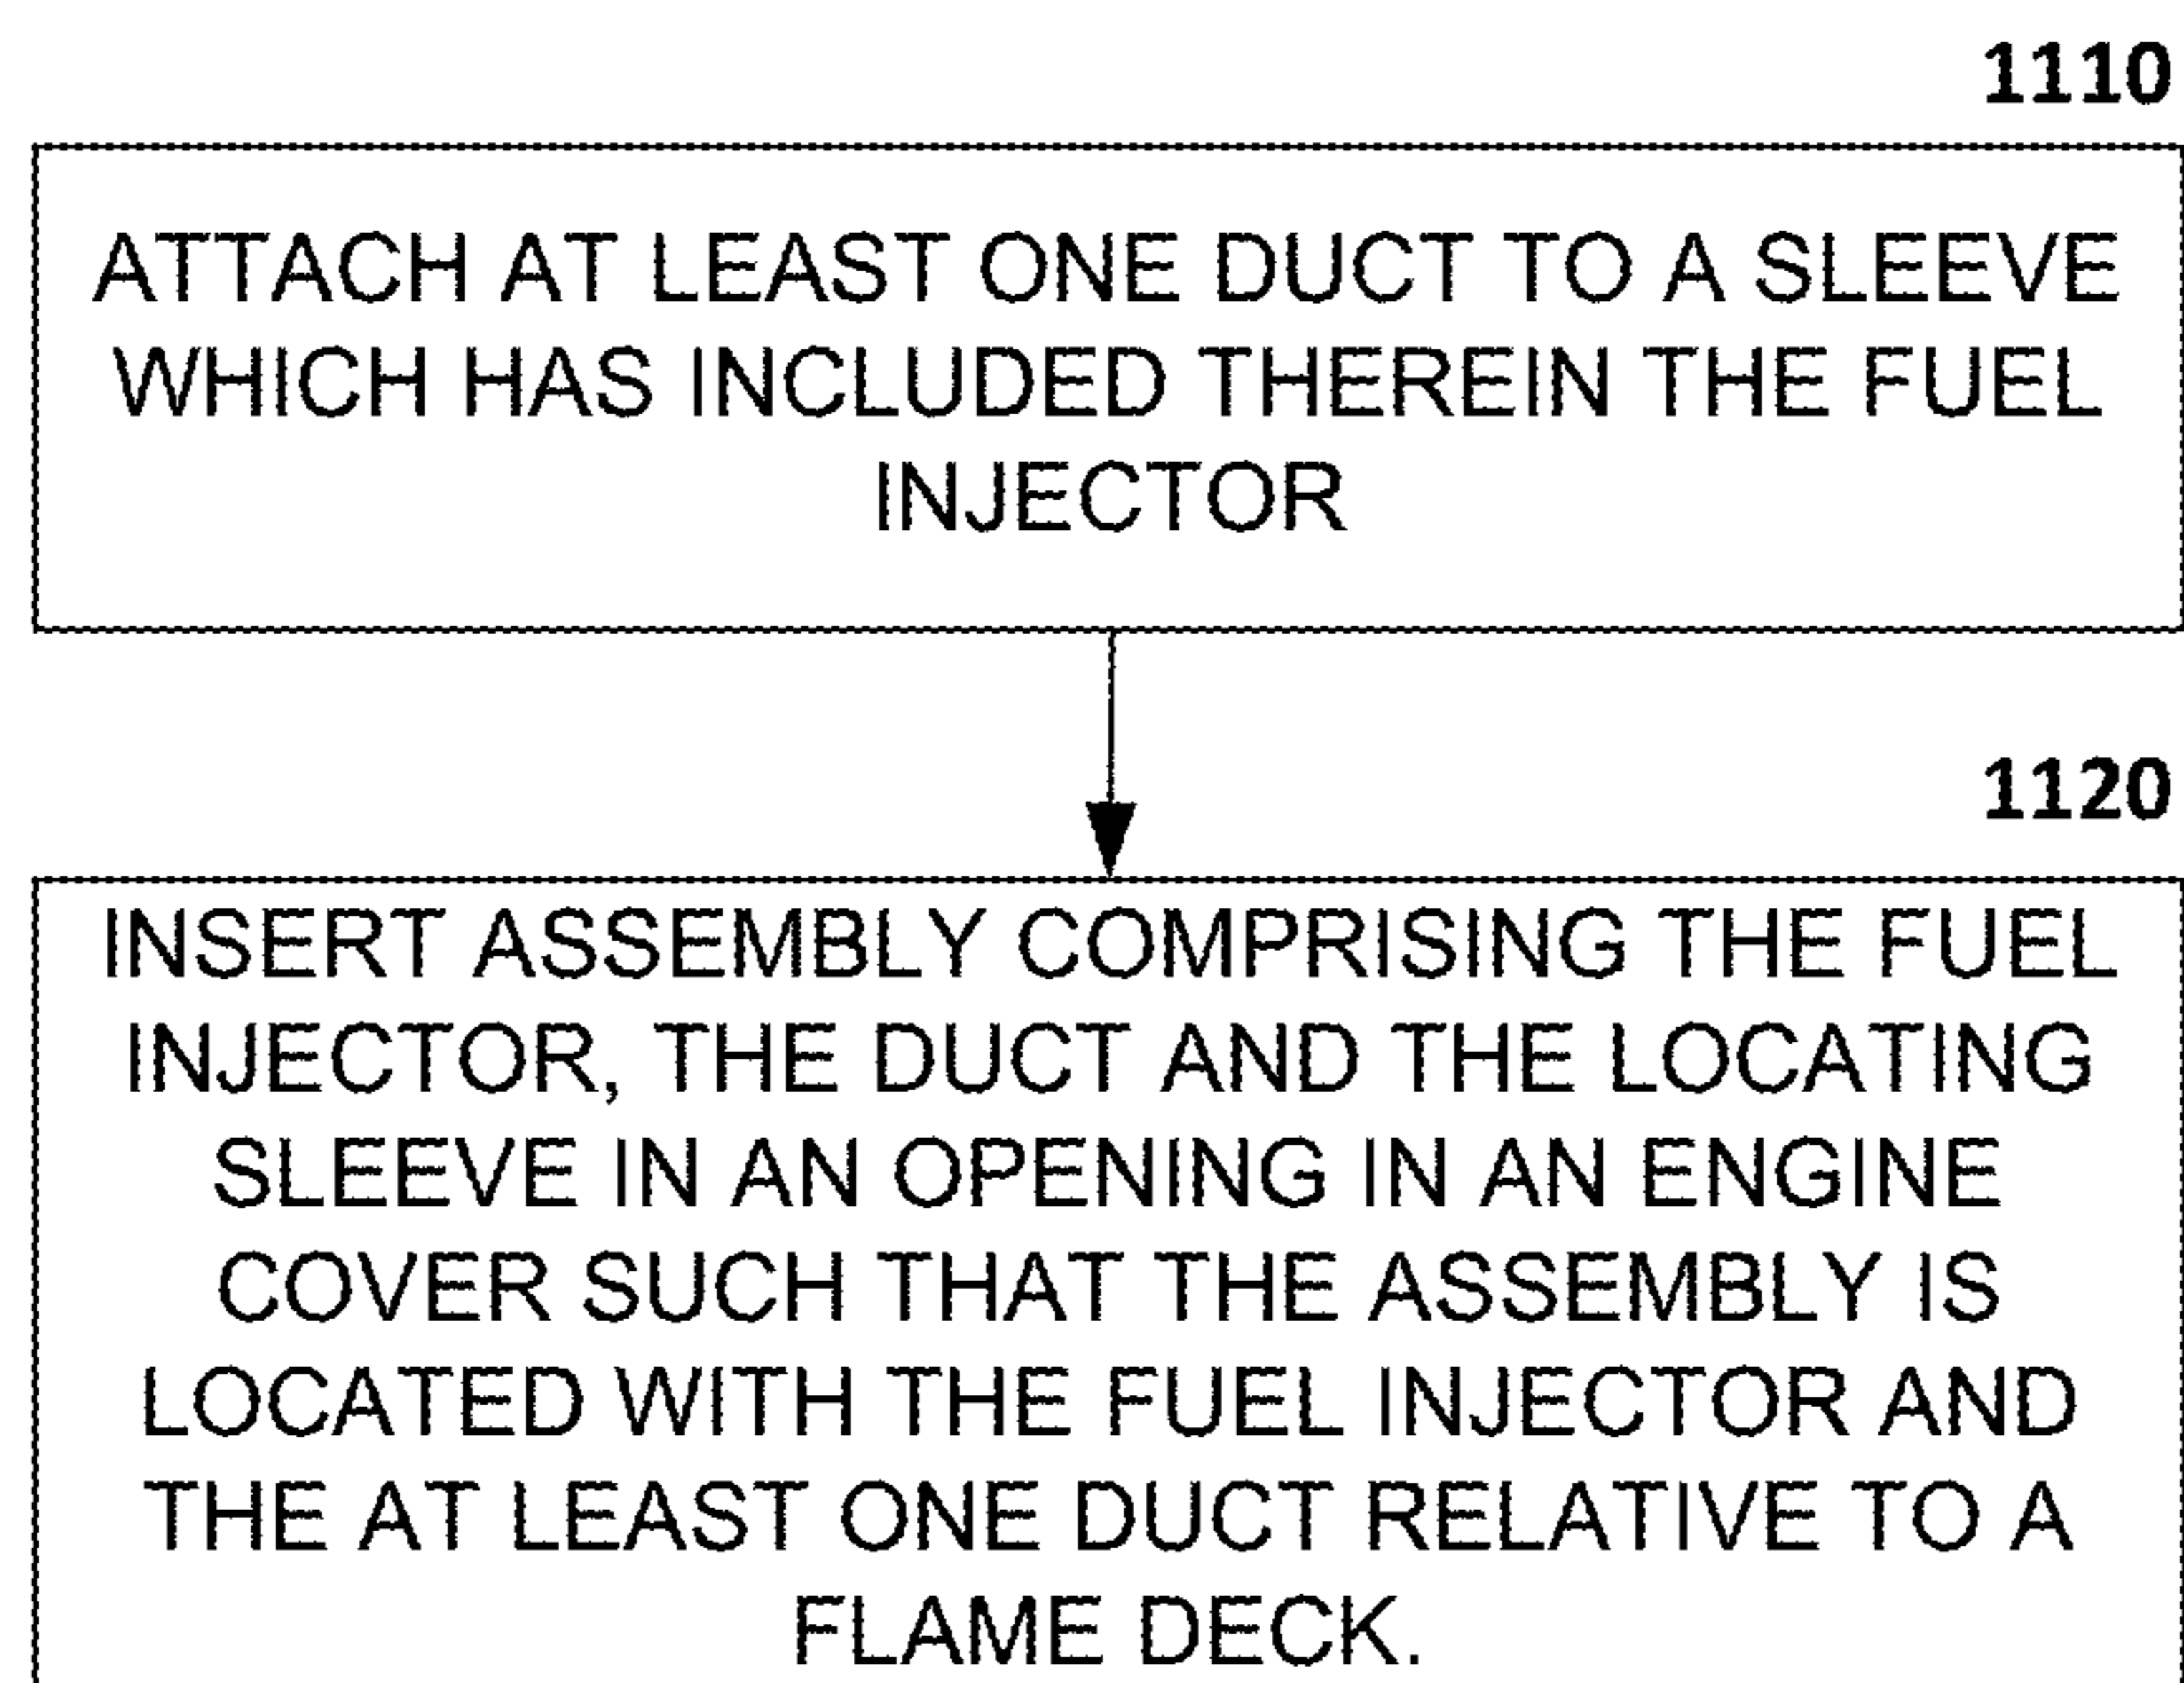 1110
ATTACH AT LEAST ONE DUCT TO A SLEEVE
WHICH HAS INCLUDED THEREIN THE FUEL
INJECTOR
1120
INSERT ASSEMBLY COMPRISING THE FUEL
INJECTOR, THE DUCT AND THE LOCATING
SLEEVE IN AN OPENING IN AN ENGINE
COVER SUCH THAT THE ASSEMBLY IS
LOCATED WITH THE FUEL INJECTOR AND
THE AT LEAST ONE DUCT RELATIVE TO A
FLAME DECK.